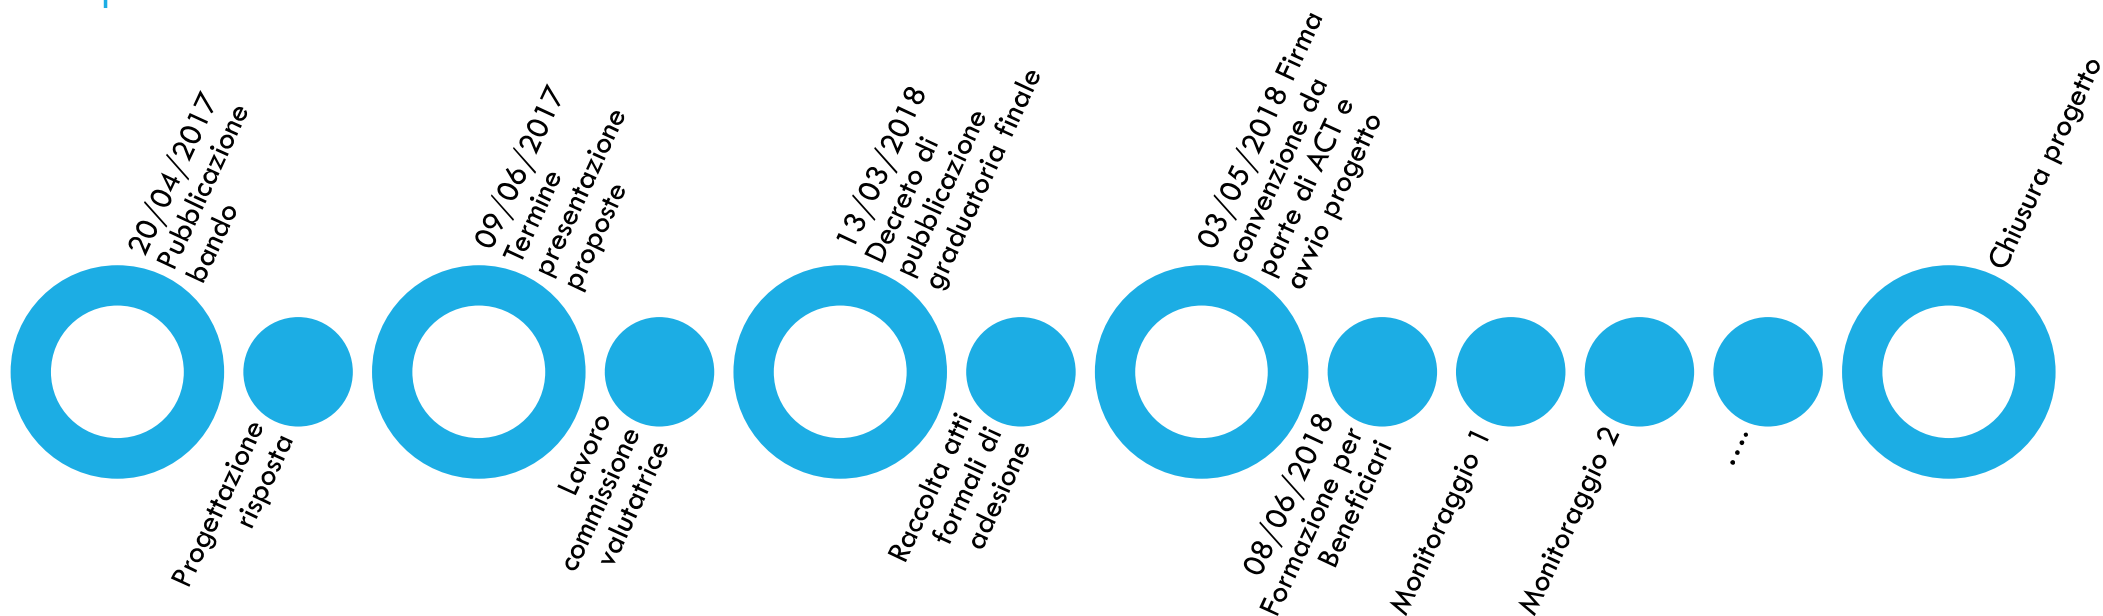 20/04/2017
Pubblicazione
bando
Progettazione
risposta
09/06/2017
Termine
presentazione
proposte
Lavoro
commissione
valutatrice
13/03/2018
Decreto di
pubblicazione
graduatoria finale
Raccolta atti
formali di
adesione
03/05/2018 Firma
convenzione da
parte di ACT e
avvio progetto
08/06/2018
Formazione per
Beneficiari
Monitoraggio 1
Monitoraggio 2
....
Chiusura progetto